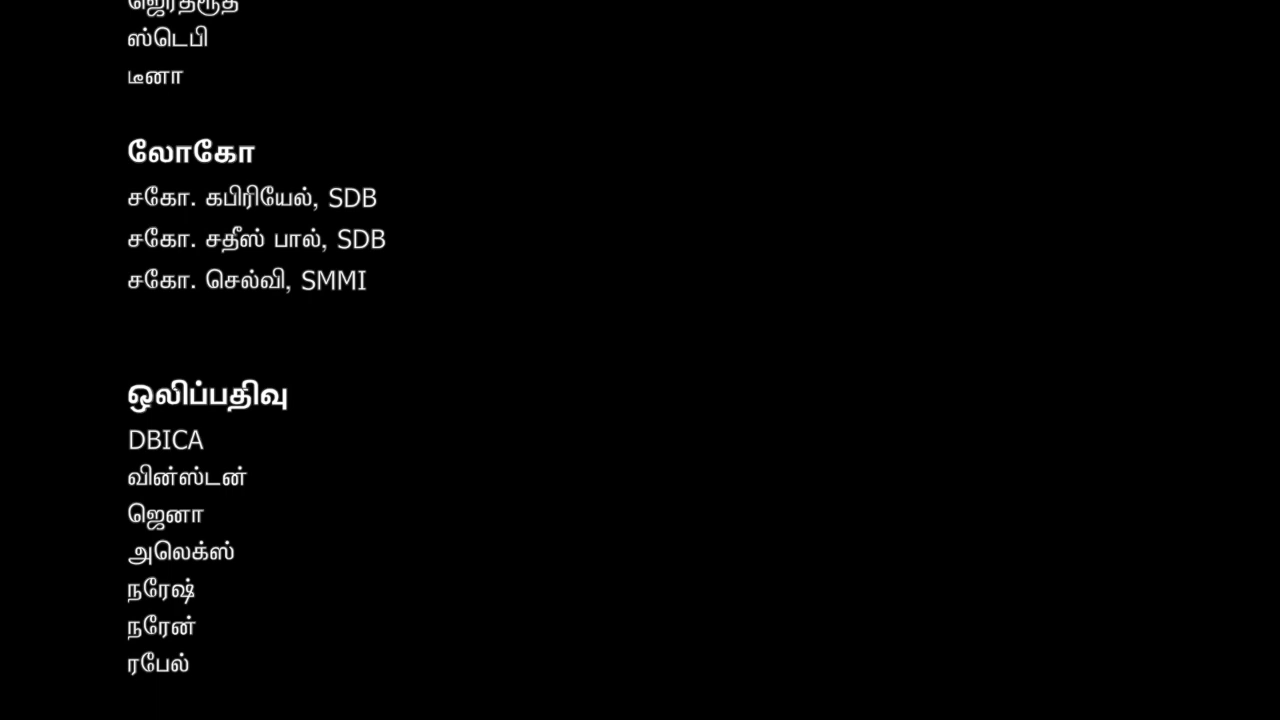 ஸ்டெபி
டீனா
லோகோ
சகோ. கபிரியேல், SDB
சகோ. சதீஸ் பால், SDB
சகோ. செல்வி, SMMI
ஒலிப்பதிவு
DBICA
வின்ஸ்டன்
ஜெனா
அலெக்ஸ்
நரேஷ்
நரேன்
ரபேல்